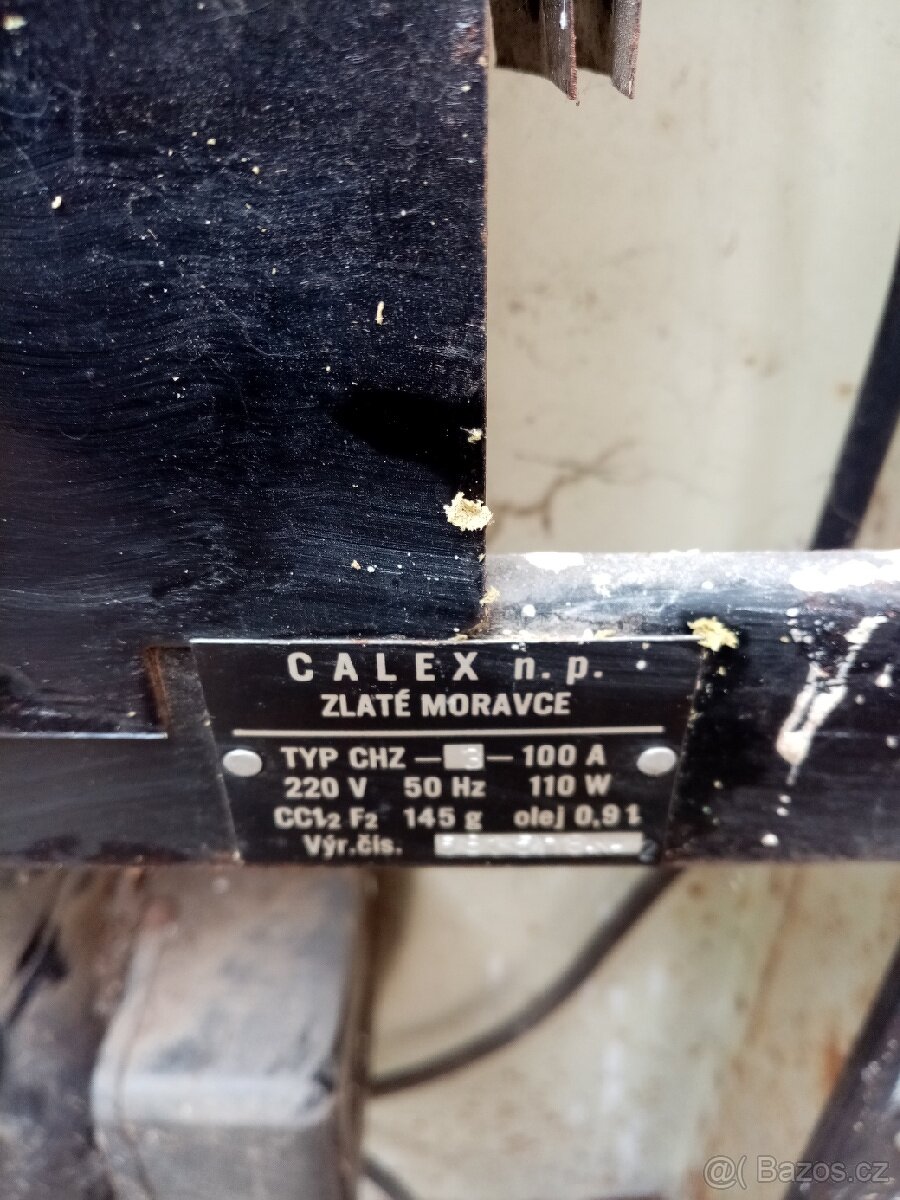 CALEX n.p.
ZLATÉ MORAVCE
TYP CHZ – 3 – 100 A
220 V 50 Hz 110 W
CCl₂ F₂ 145 g olej 0,9 l
Výr.čís.
@( Bazos.cz